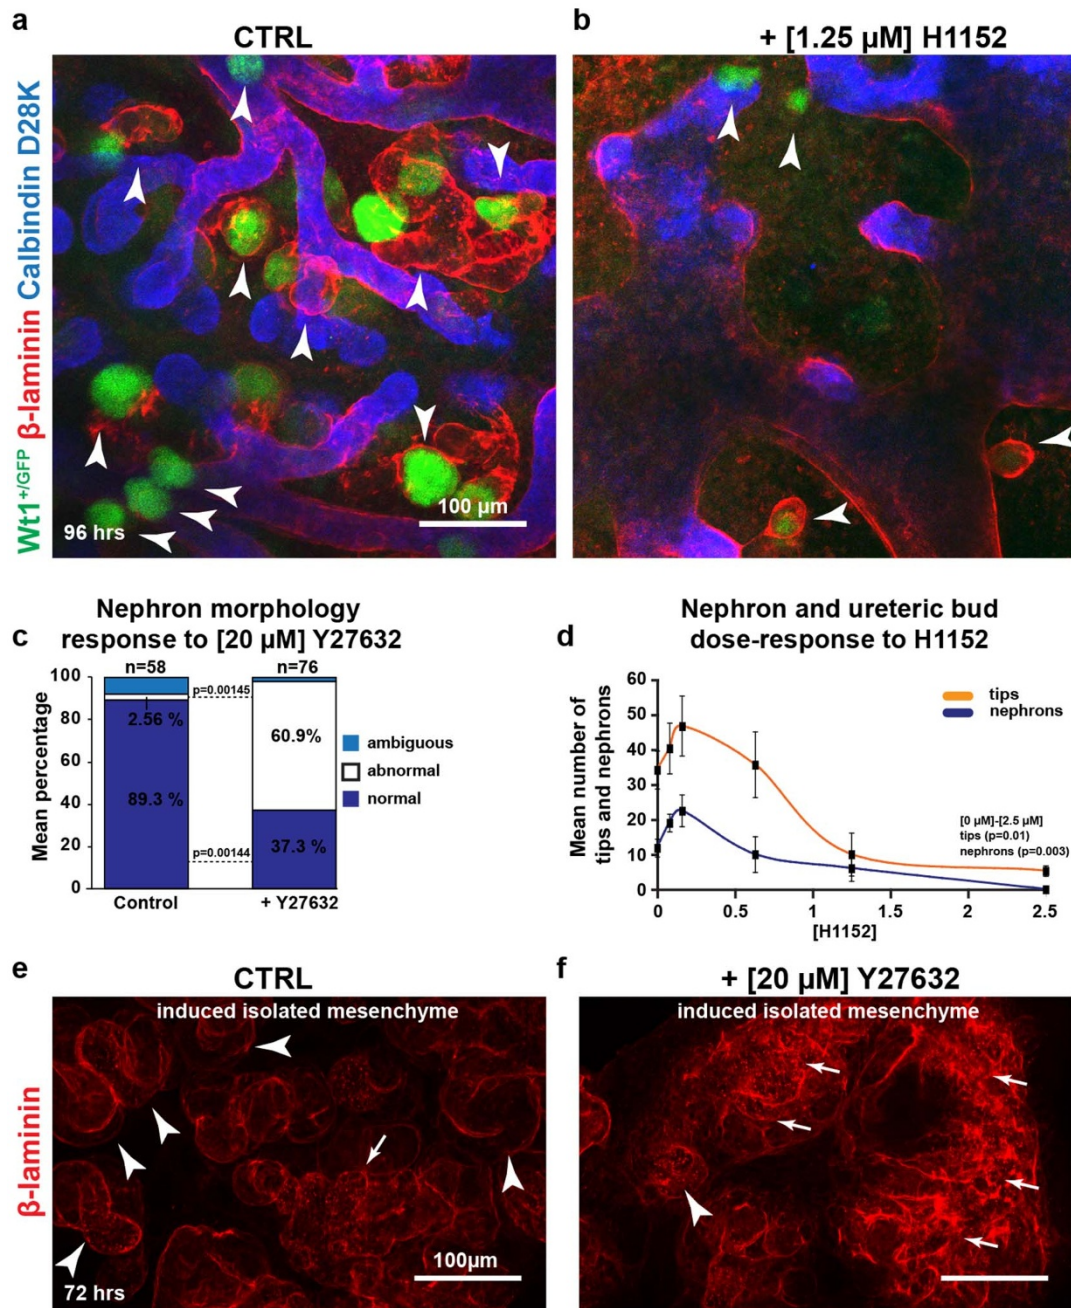 a
CTRL
b
+ [1.25 µM] H1152
Wt1+/GFP β-laminin Calbindin D28K
96 hrs
100 µm
c
Nephron morphology
response to [20 µM] Y27632
n=58
n=76
Mean percentage
100
80
60
40
20
0
p=0.00145
2.56 %
89.3 %
p=0.00144
60.9%
37.3 %
ambiguous
abnormal
normal
Control
+ Y27632
d
Nephron and ureteric bud
dose-response to H1152
Mean number of
tips and nephrons
60
50
40
30
20
10
0
tips
nephrons
[0 µM]-[2.5 µM]
tips (p=0.01)
nephrons (p=0.003)
0
0.5
1
1.5
2
2.5
[H1152]
e
CTRL
induced isolated mesenchyme
β-laminin
72 hrs
100µm
f
+ [20 µM] Y27632
induced isolated mesenchyme